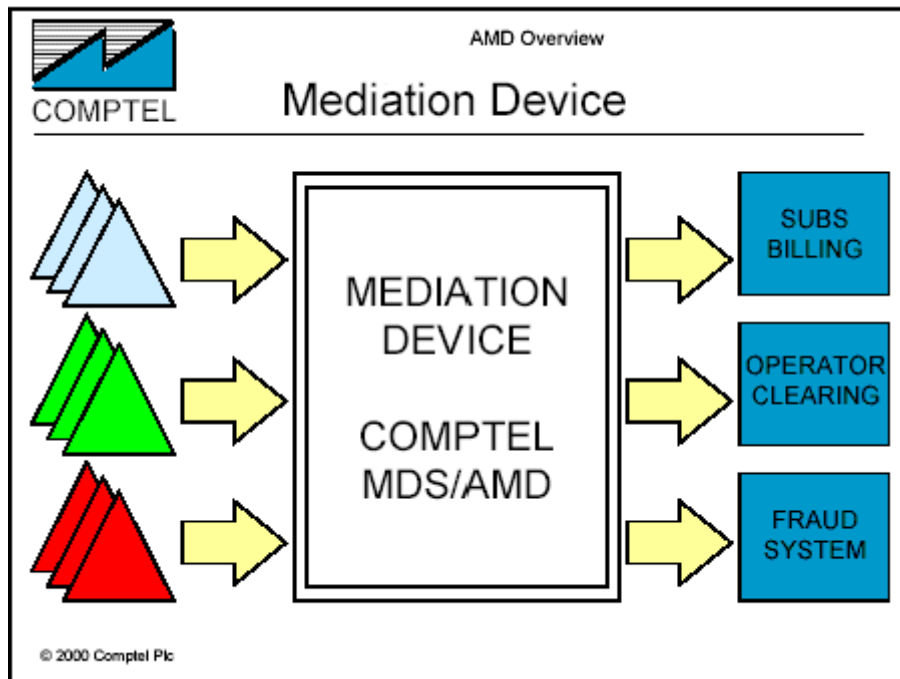 AMD Overview
COMPTEL
Mediation Device
MEDIATION
DEVICE
COMPTEL
MDS/AMD
SUBS
BILLING
OPERATOR
CLEARING
FRAUD
SYSTEM
© 2000 Comptel Plc